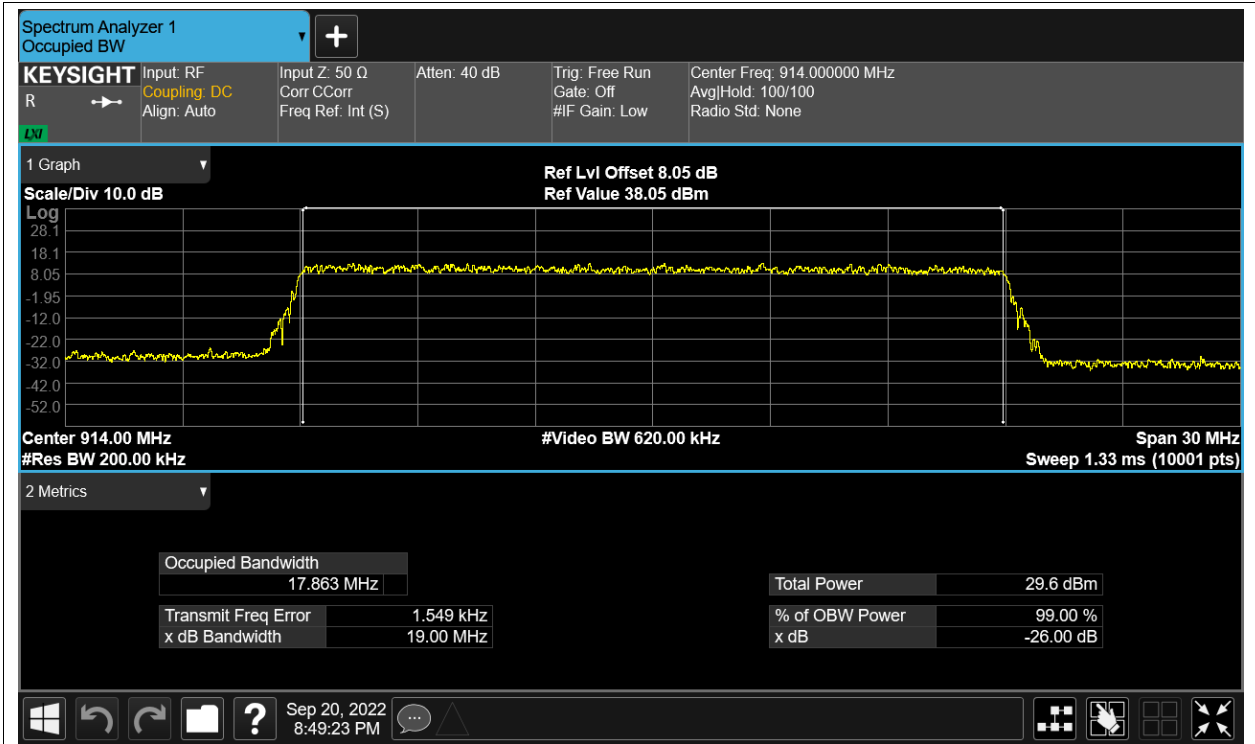 Spectrum Analyzer 1
Occupied BW
▼
+
KEYSIGHT
R
LXI
Input: RF
Coupling: DC
Align: Auto
Input Z: 50 Ω
Corr CCorr
Freq Ref: Int (S)
Atten: 40 dB
Trig: Free Run
Gate: Off
#IF Gain: Low
Center Freq: 914.000000 MHz
Avg|Hold: 100/100
Radio Std: None
1 Graph ▼
Scale/Div 10.0 dB
Ref Lvl Offset 8.05 dB
Ref Value 38.05 dBm
Log
28.1
18.1
8.05
-1.95
-12.0
-22.0
-32.0
-42.0
-52.0
Center 914.00 MHz
#Res BW 200.00 kHz
#Video BW 620.00 kHz
Span 30 MHz
Sweep 1.33 ms (10001 pts)
2 Metrics ▼
Occupied Bandwidth
17.863 MHz
Transmit Freq Error 1.549 kHz
x dB Bandwidth 19.00 MHz
Total Power 29.6 dBm
% of OBW Power 99.00 %
x dB -26.00 dB
?
Sep 20, 2022
8:49:23 PM
...